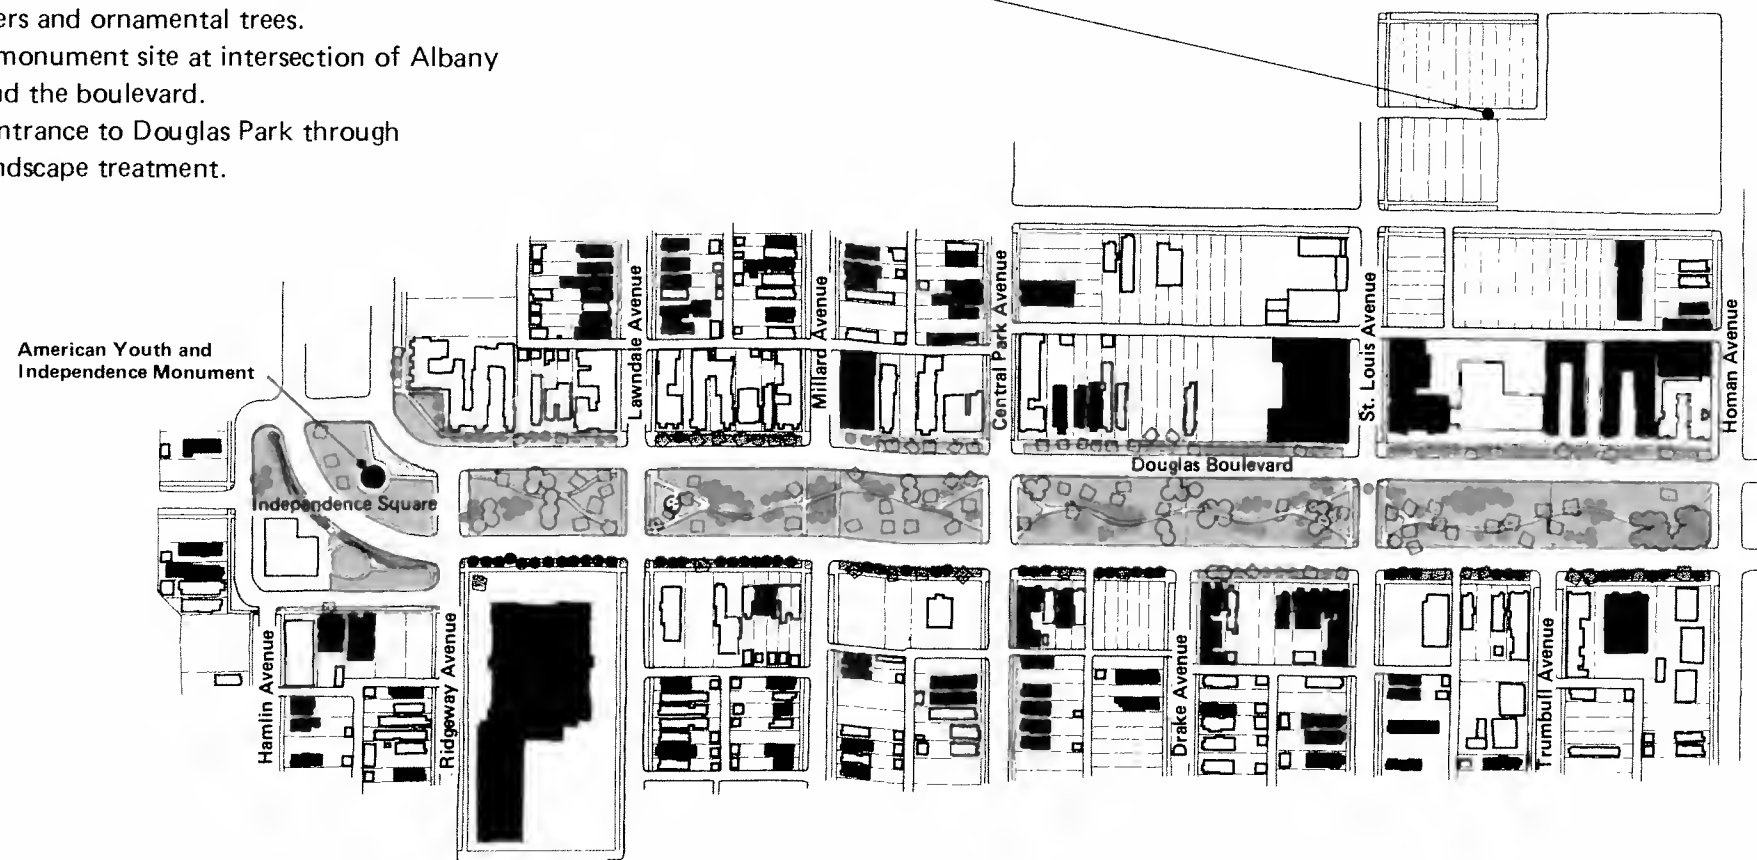 ers and ornamental trees.
monument site at intersection of Albany
d the boulevard.
ntrance to Douglas Park through
ndscape treatment.
American Youth and
Independence Monument
Independence Square
Douglas Boulevard
Lawndale Avenue
Millard Avenue
Central Park Avenue
St. Louis Avenue
Homan Avenue
Hamlin Avenue
Ridgeway Avenue
Drake Avenue
Trumbull Avenue